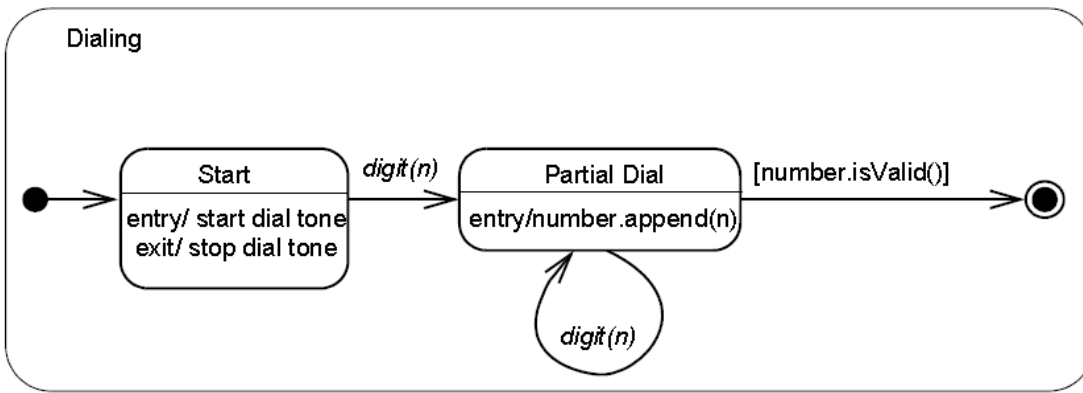 Dialing
Start
entry/ start dial tone
exit/ stop dial tone
digit(n)
Partial Dial
entry/number.append(n)
digit(n)
[number.isValid()]